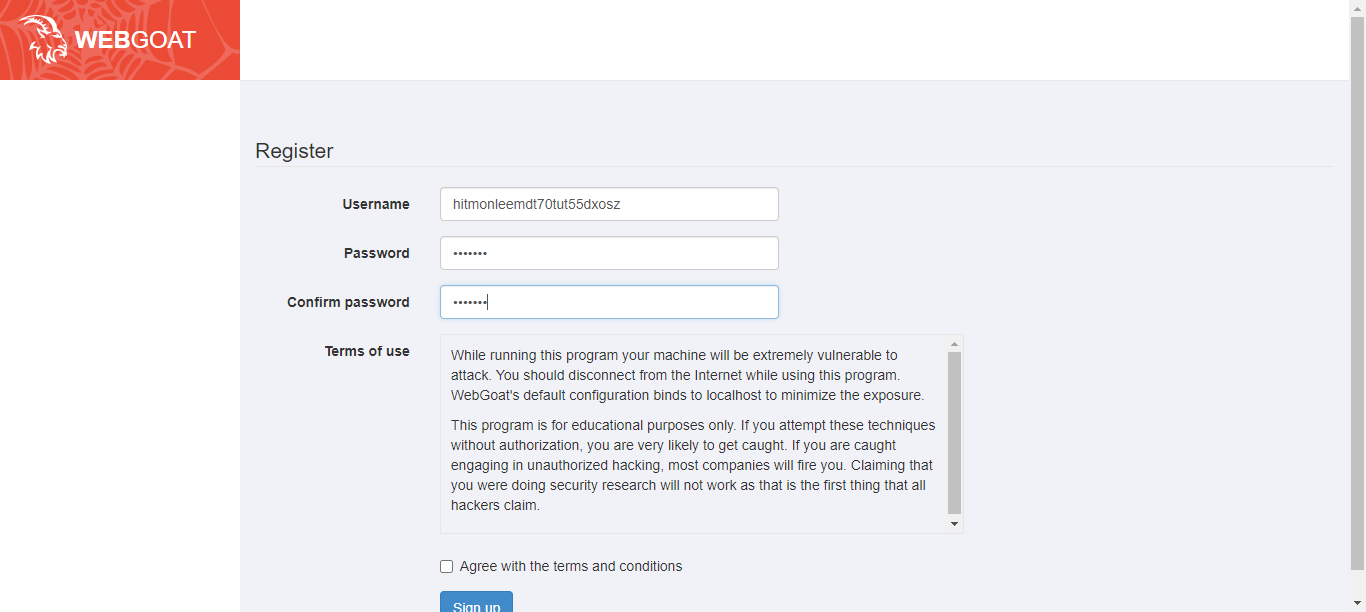 WEBGOAT
Register
Username
hitmonleemdt70tut55dxosz
Password
•••••••
Confirm password
•••••••
Terms of use
While running this program your machine will be extremely vulnerable to
attack. You should disconnect from the Internet while using this program.
WebGoat's default configuration binds to localhost to minimize the exposure.
This program is for educational purposes only. If you attempt these techniques
without authorization, you are very likely to get caught. If you are caught
engaging in unauthorized hacking, most companies will fire you. Claiming that
you were doing security research will not work as that is the first thing that all
hackers claim.
Agree with the terms and conditions
Sign up